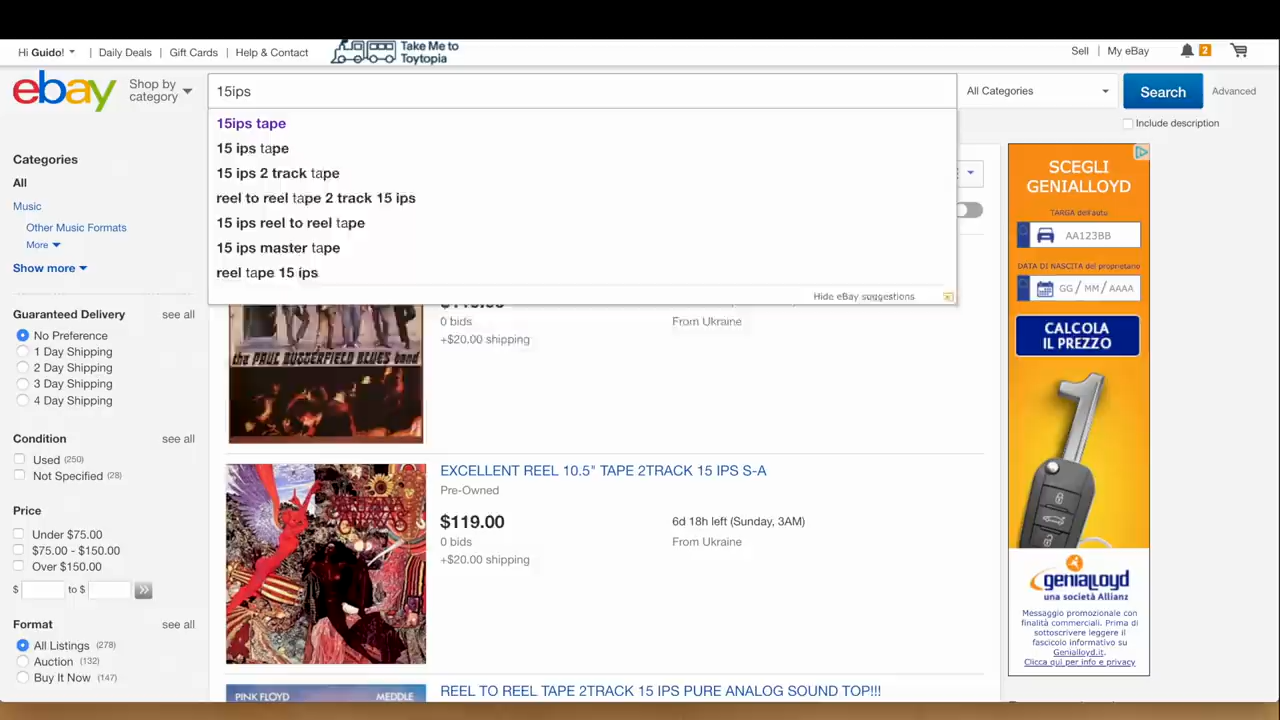 Hi Guido!
Daily Deals
Gift Cards
Help & Contact
Take Me to
Toytopia
Sell
My eBay
2
ebay
Shop by
category
15ips
All Categories
Search
Advanced
Include description
15ips tape
15 ips tape
15 ips 2 track tape
reel to reel tape 2 track 15 ips
15 ips reel to reel tape
15 ips master tape
reel tape 15 ips
Hide eBay suggestions
Categories
All
Music
Other Music Formats
More
Show more
Guaranteed Delivery
see all
No Preference
1 Day Shipping
2 Day Shipping
3 Day Shipping
4 Day Shipping
Condition
see all
Used (250)
Not Specified (28)
Price
Under $75.00
$75.00 - $150.00
Over $150.00
$ to $
Format
see all
All Listings (278)
Auction (132)
Buy It Now (147)
0 bids
From Ukraine
+$20.00 shipping
the PAUL BUTTERFIELD BLUES band
EXCELLENT REEL 10.5" TAPE 2TRACK 15 IPS S-A
Pre-Owned
$119.00
6d 18h left (Sunday, 3AM)
0 bids
From Ukraine
+$20.00 shipping
PINK FLOYD
MEDDLE
REEL TO REEL TAPE 2TRACK 15 IPS PURE ANALOG SOUND TOP!!!
SCEGLI
GENIALLOYD
TARGA dell'auto
AA123BB
DATA DI NASCITA del proprietario
GG / MM / AAAA
CALCOLA
IL PREZZO
1
genialloyd
una società Allianz
Messaggio promozionale con
finalità commerciali. Prima di
sottoscrivere leggere il
fascicolo informativo su
Genialloyd.it.
Clicca qui per info e privacy